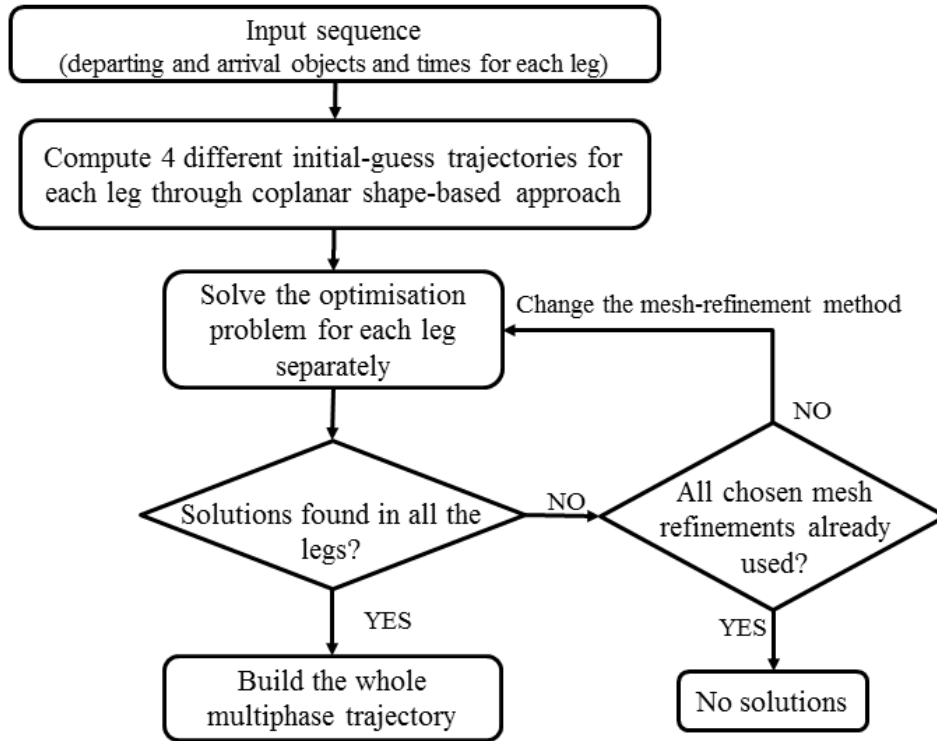 Input sequence
(departing and arrival objects and times for each leg)
Compute 4 different initial-guess trajectories for
each leg through coplanar shape-based approach
Solve the optimisation
problem for each leg
separately
Change the mesh-refinement method
NO
Solutions found in all the
legs?
NO
All chosen mesh
refinements already
used?
YES
YES
Build the whole
multiphase trajectory
No solutions